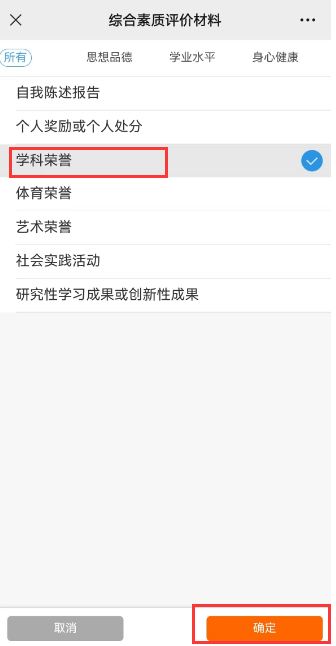 综合素质评价材料
所有 思想品德 学业水平 身心健康
自我陈述报告
个人奖励或个人处分
学科荣誉
体育荣誉
艺术荣誉
社会实践活动
研究性学习成果或创新性成果
取消 确定